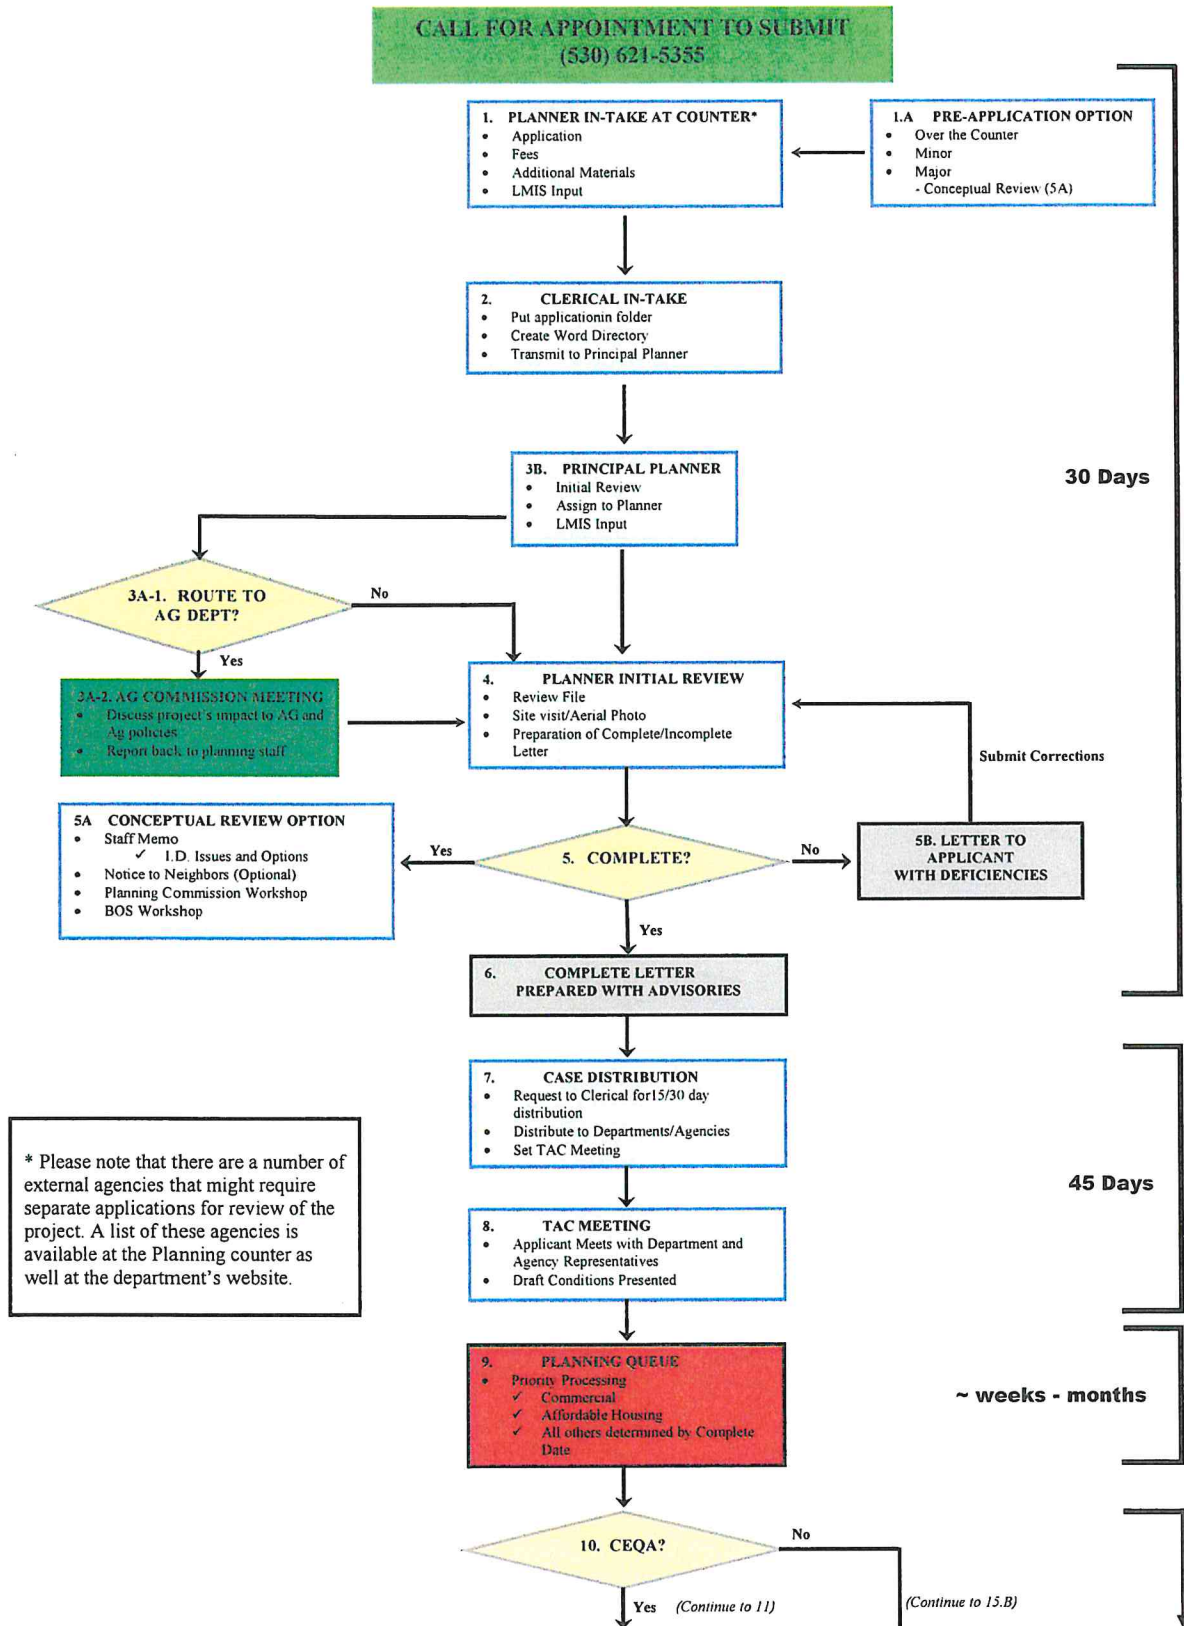 CALL FOR APPOINTMENT TO SUBMIT
(530) 621-5355
1. PLANNER IN-TAKE AT COUNTER*
• Application
• Fees
• Additional Materials
• LMIS Input
1.A PRE-APPLICATION OPTION
• Over the Counter
• Minor
• Major
- Conceptual Review (5A)
2. CLERICAL IN-TAKE
• Put applicationin folder
• Create Word Directory
• Transmit to Principal Planner
3B. PRINCIPAL PLANNER
• Initial Review
• Assign to Planner
• LMIS Input
30 Days
3A-1. ROUTE TO
AG DEPT?
No
Yes
3A-2. AG COMMISSION MEETING
• Discuss project's impact to AG and
Ag policies
• Report back to planning staff
4. PLANNER INITIAL REVIEW
• Review File
• Site visit/Aerial Photo
• Preparation of Complete/Incomplete
Letter
Submit Corrections
5A CONCEPTUAL REVIEW OPTION
• Staff Memo
✓ I.D. Issues and Options
• Notice to Neighbors (Optional)
• Planning Commission Workshop
• BOS Workshop
Yes
5. COMPLETE?
No
5B. LETTER TO
APPLICANT
WITH DEFICIENCIES
Yes
6. COMPLETE LETTER
PREPARED WITH ADVISORIES
7. CASE DISTRIBUTION
• Request to Clerical for15/30 day
distribution
• Distribute to Departments/Agencies
• Set TAC Meeting
* Please note that there are a number of
external agencies that might require
separate applications for review of the
project. A list of these agencies is
available at the Planning counter as
well at the department's website.
45 Days
8. TAC MEETING
• Applicant Meets with Department and
Agency Representatives
• Draft Conditions Presented
9. PLANNING QUEUE
• Priority Processing
✓ Commercial
✓ Affordable Housing
✓ All others determined by Complete
Date
~ weeks - months
10. CEQA?
No
Yes (Continue to 11)
(Continue to 15.B)